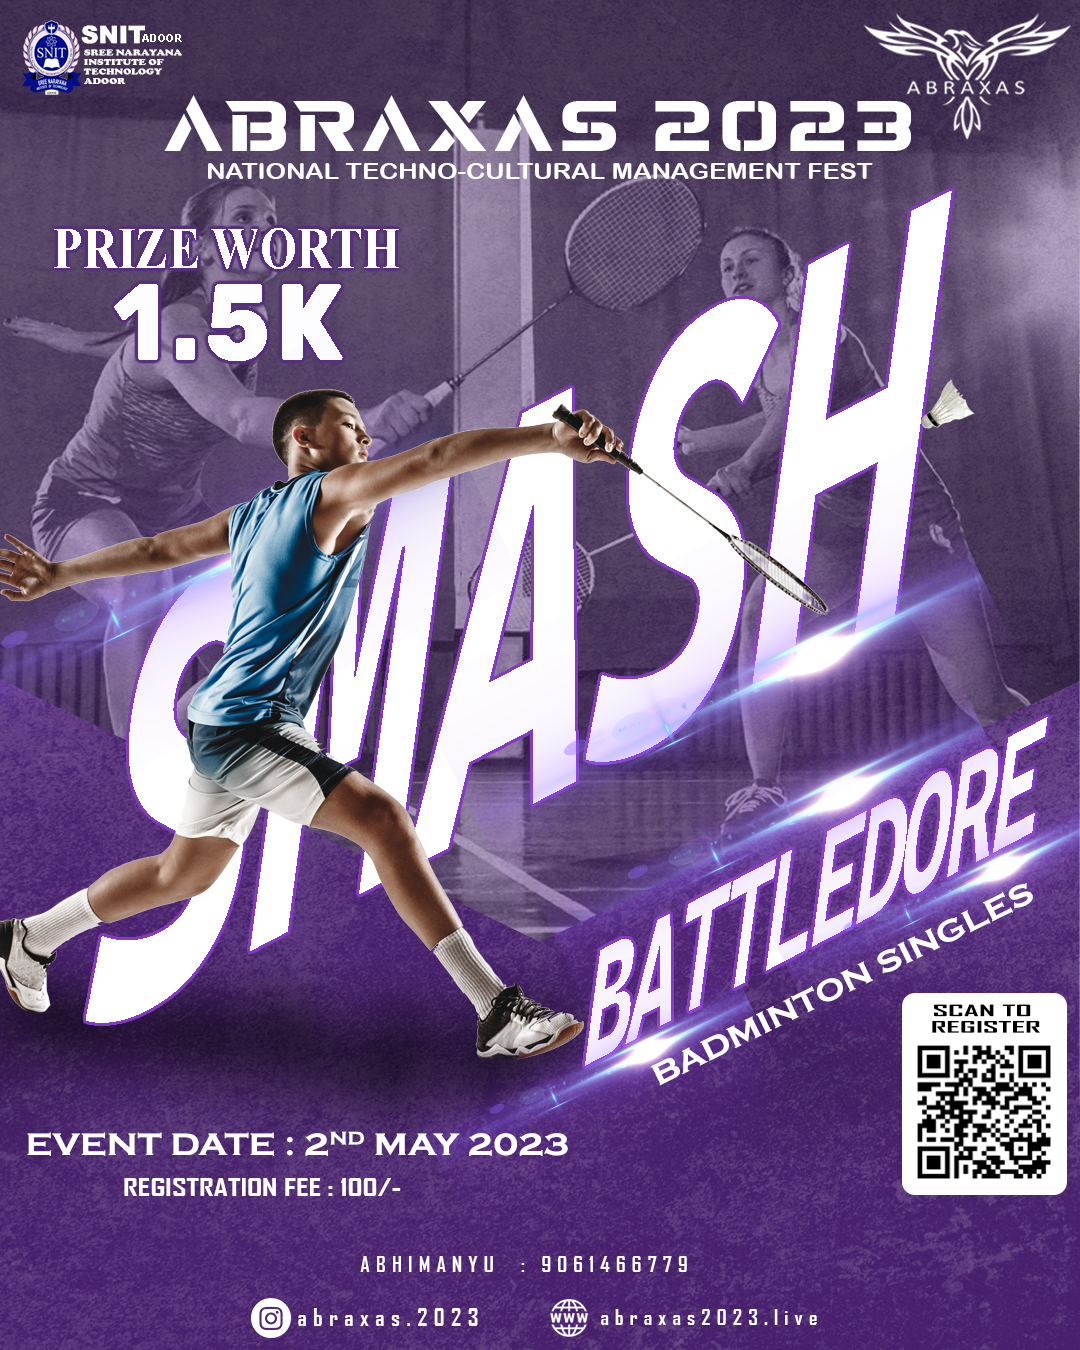 SNIT ADOOR
SREE NARAYANA
INSTITUTE OF
TECHNOLOGY
ADOOR
SNIT
ABRAXAS
ABRAXAS 2023
NATIONAL TECHNO-CULTURAL MANAGEMENT FEST
PRIZE WORTH
1.5K
SMASH
BATTLEDORE
BADMINTON SINGLES
SCAN TO
REGISTER
EVENT DATE : 2ND MAY 2023
REGISTRATION FEE : 100/-
ABHIMANYU : 9061466779
abraxas.2023
www abraxas2023.live